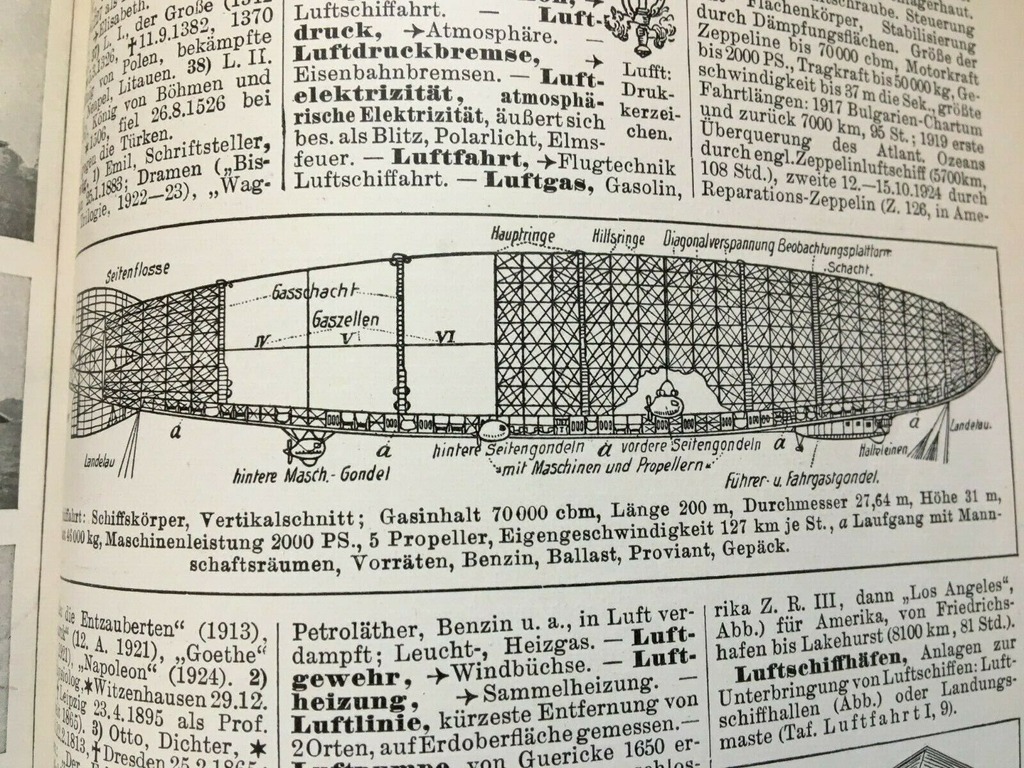 Elisabeth.
L. I., der Große
†11.9.1382, 1370
von Polen, bekämpfte
Litauen. 38) L. II.
König von Böhmen und
*1506, fiel 26.8.1526 bei
die Türken.
1) Emil, Schriftsteller,
1883; Dramen („Bis-
1922—23), „Wag-
Luftschiffahrt. — Luft-
druck, →Atmosphäre. —
Luftdruckbremse, →
Eisenbahnbremsen. — Luft-
elektrizität, atmosphä-
rische Elektrizität, äußert sich
bes. als Blitz, Polarlicht, Elms-
feuer. — Luftfahrt, →Flugtechnik
Luftschiffahrt. — Luftgas, Gasolin,
Lufft:
Druk-
kerzei-
chen.
Steuerung
Flächenkörper, Stabilisierung
durch Dämpfungsflächen. Größe der
Zeppeline bis 70000 cbm, Motorkraft
bis 2000 PS., Tragkraft bis 50000 kg, Ge-
schwindigkeit bis 37 m die Sek., größte
Fahrtlängen: 1917 Bulgarien-Chartum
und zurück 7000 km, 95 St.; 1919 erste
Überquerung des Atlant. Ozeans
durch engl. Zeppelinluftschiff (5700km,
108 Std.), zweite 12.—15.10.1924 durch
Reparations-Zeppelin (Z. 126, in Ame-
Hauptringe Hilfsringe Diagonalverspannung Beobachtungsplattform
Seitenflosse
Schacht.
Gasschacht
Gaszellen
IV V VI
a a a a a
Landelau
hintere Masch.-Gondel
hintere Seitengondeln vordere Seitengondeln
"mit Maschinen und Propellern"
Führer- u. Fahrgastgondel.
Halteleinen
Landelau.
Schiffskörper, Vertikalschnitt; Gasinhalt 70000 cbm, Länge 200 m, Durchmesser 27,64 m, Höhe 31 m,
kg, Maschinenleistung 2000 PS., 5 Propeller, Eigengeschwindigkeit 127 km je St., a Laufgang mit Mann-
schaftsräumen, Vorräten, Benzin, Ballast, Proviant, Gepäck.
die Entzauberten“ (1913),
(12. A. 1921), „Goethe“
„Napoleon“ (1924). 2)
*Witzenhausen 29.12.
Leipzig 23.4.1895 als Prof.
1865). 3) Otto, Dichter, *
1813, †Dresden 25.2.1865
Petroläther, Benzin u. a., in Luft ver-
dampft; Leucht-, Heizgas. — Luft-
gewehr, →Windbüchse. — Luft-
heizung, →Sammelheizung. —
Luftlinie, kürzeste Entfernung von
2 Orten, auf Erdoberfläche gemessen.—
Luftpumpe, von Guericke 1650 er-
rika Z. R. III, dann „Los Angeles“,
Abb.) für Amerika, von Friedrichs-
hafen bis Lakehurst (8100 km, 81 Std.).
Luftschiffhäfen, Anlagen zur
Unterbringung von Luftschiffen: Luft-
schiffhallen (Abb.) oder Landungs-
maste (Taf. Luftfahrt I, 9).